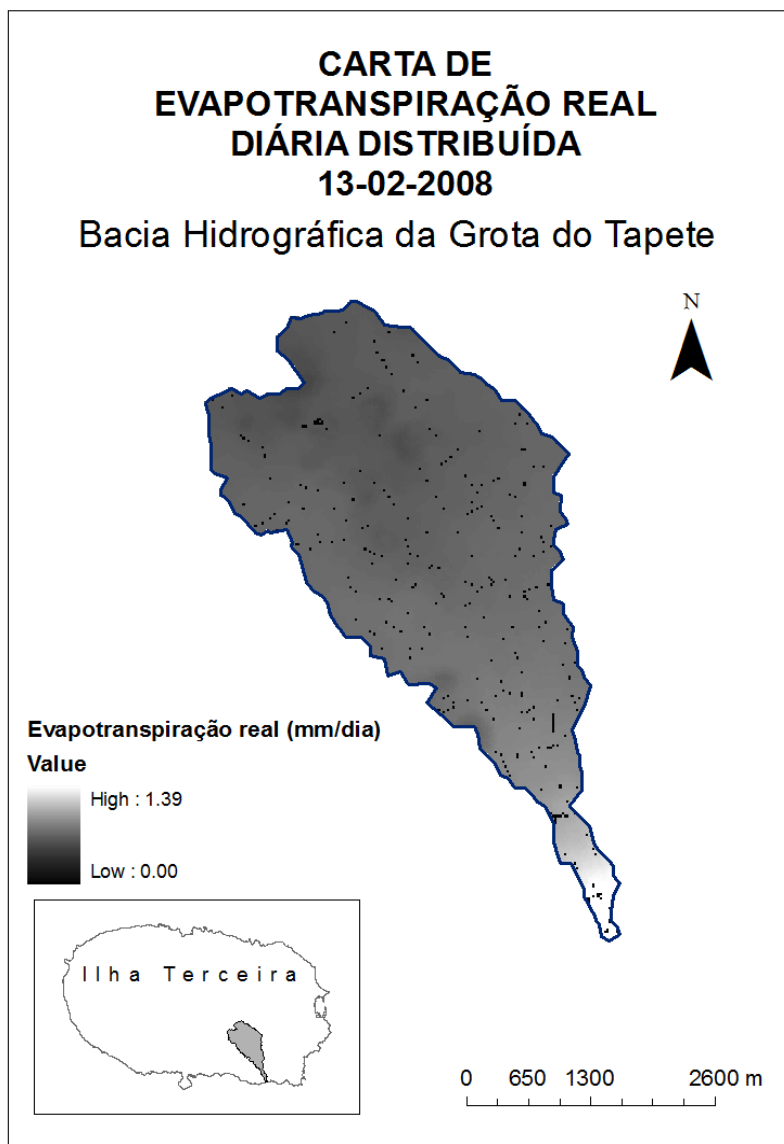 CARTA DE
EVAPOTRANSPIRAÇÃO REAL
DIÁRIA DISTRIBUÍDA
13-02-2008
Bacia Hidrográfica da Grota do Tapete
N
Evapotranspiração real (mm/dia)
Value
High : 1.39
Low : 0.00
Ilha Terceira
0 650 1300 2600 m